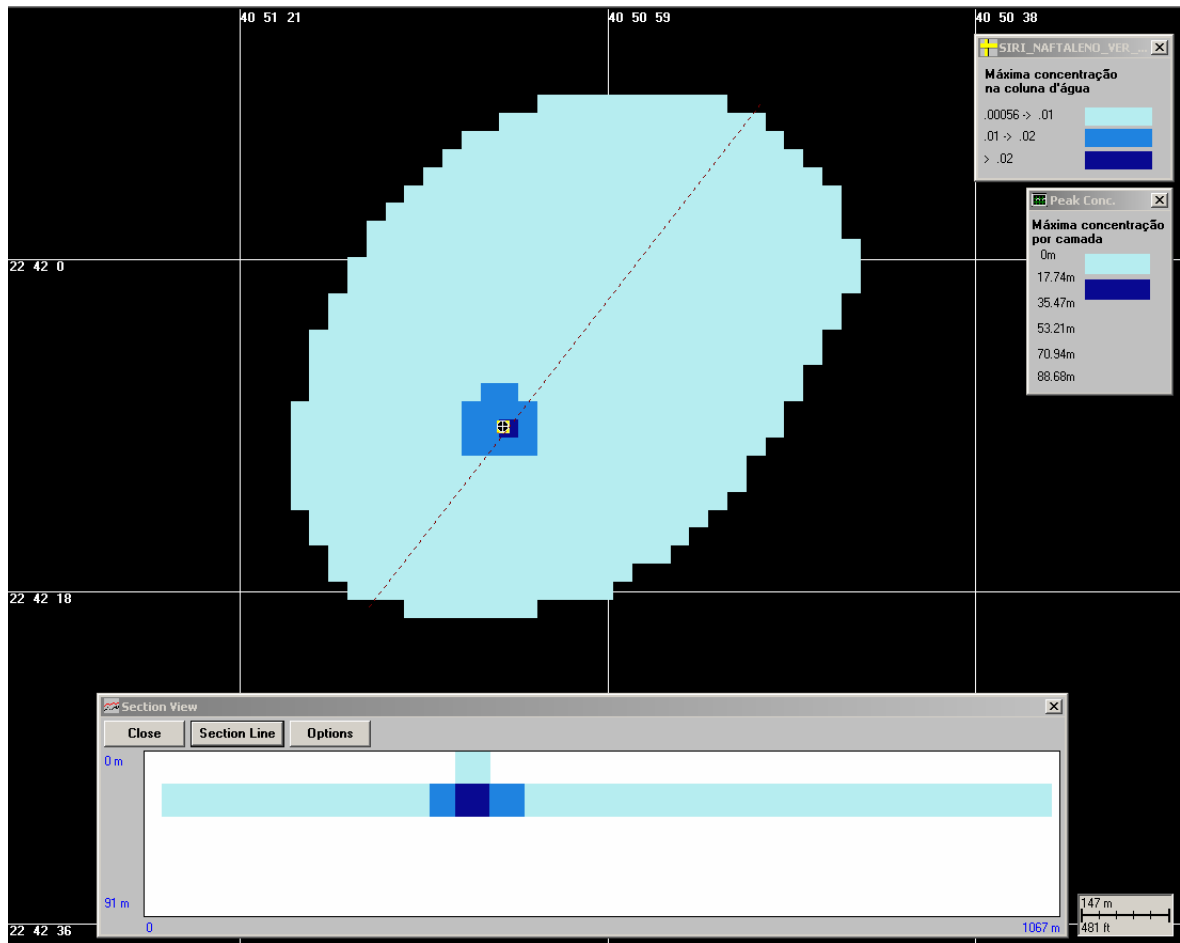 40 51 21
40 50 59
40 50 38
SIRI_NAFTALENO_VER_...
Máxima concentração
na coluna d'água
.00056 -> .01
.01 -> .02
> .02
Peak Conc.
Máxima concentração
por camada
0m
17.74m
35.47m
53.21m
70.94m
88.68m
22 42 0
22 42 18
Section View
Close
Section Line
Options
0 m
91 m
0
1067 m
147 m
481 ft
22 42 36